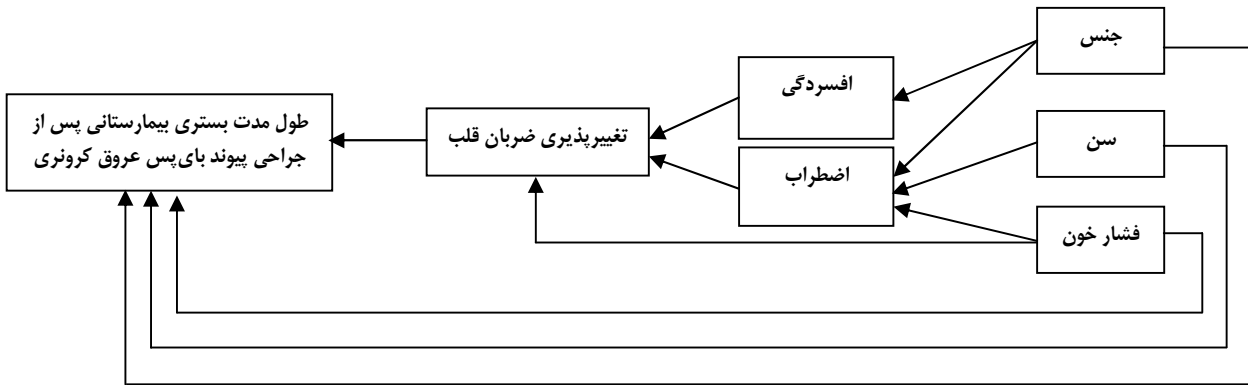 جنس
افسردگی
طول مدت بستری بیمارستانی پس از
جراحی پیوند بای‌پس عروق کرونری
تغییرپذیری ضربان قلب
سن
اضطراب
فشار خون